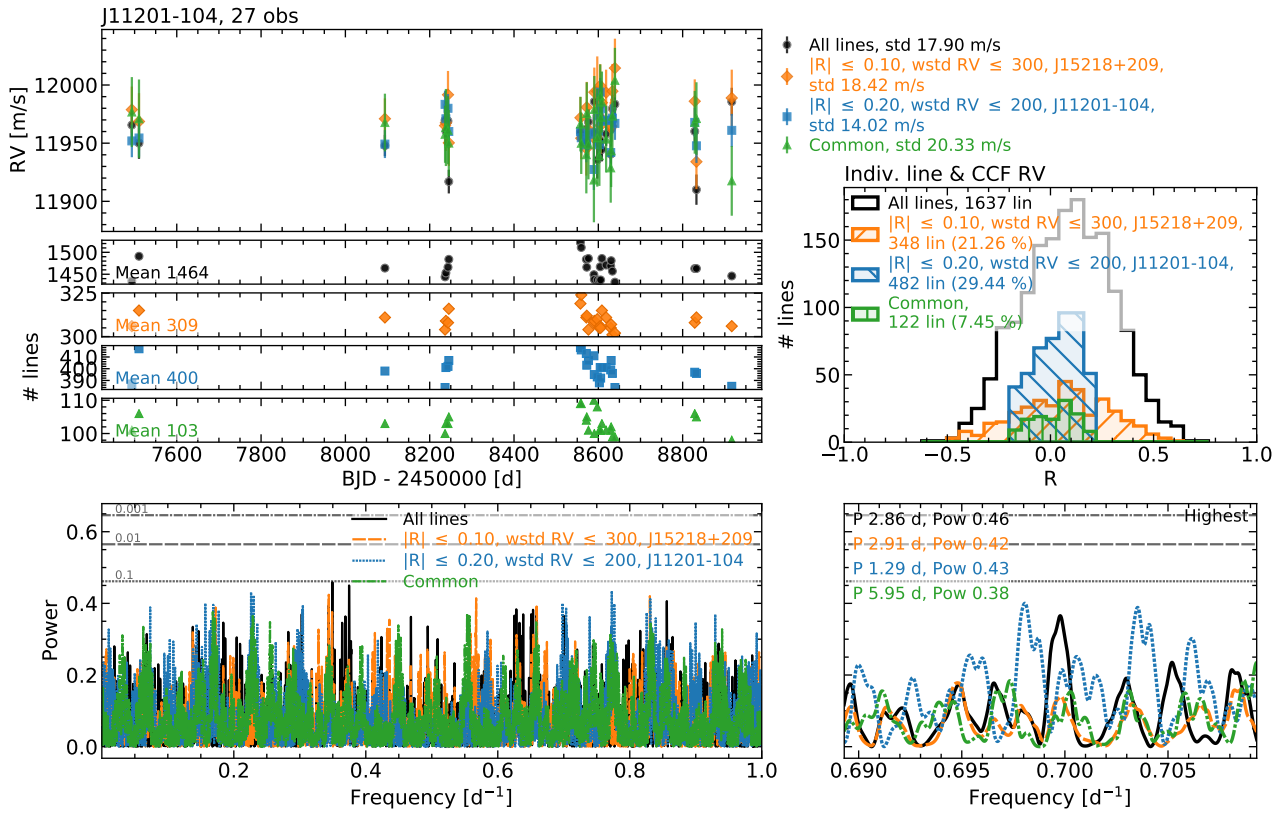 J11201-104, 27 obs
RV [m/s]
12000
11950
11900
All lines, std 17.90 m/s
|R| ≤ 0.10, wstd RV ≤ 300, J15218+209,
std 18.42 m/s
|R| ≤ 0.20, wstd RV ≤ 200, J11201-104,
std 14.02 m/s
Common, std 20.33 m/s
# lines
1500
1450
Mean 1464
325
300
Mean 309
410
400
390
Mean 400
110
100
Mean 103
7600
7800
8000
8200
8400
8600
8800
BJD - 2450000 [d]
Indiv. line & CCF RV
All lines, 1637 lin
|R| ≤ 0.10, wstd RV ≤ 300, J15218+209,
348 lin (21.26 %)
|R| ≤ 0.20, wstd RV ≤ 200, J11201-104,
482 lin (29.44 %)
Common,
122 lin (7.45 %)
# lines
150
100
50
0
−1.0
−0.5
0.0
0.5
1.0
R
Power
0.6
0.4
0.2
0.0
0.001
0.01
0.1
All lines
|R| ≤ 0.10, wstd RV ≤ 300, J15218+209
|R| ≤ 0.20, wstd RV ≤ 200, J11201-104
Common
0.2
0.4
0.6
0.8
1.0
Frequency [d⁻¹]
Highest
P 2.86 d, Pow 0.46
P 2.91 d, Pow 0.42
P 1.29 d, Pow 0.43
P 5.95 d, Pow 0.38
0.690
0.695
0.700
0.705
Frequency [d⁻¹]